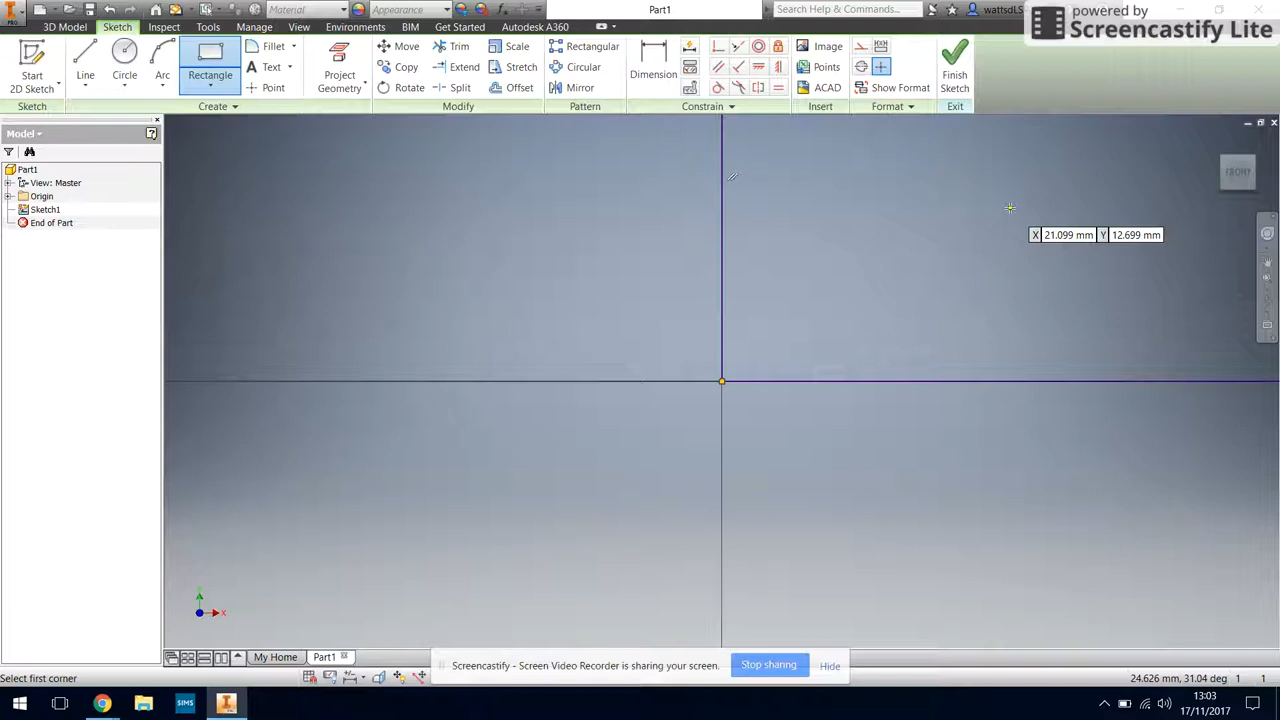 PRO
Material
Appearance
fx
Part1
Search Help & Commands...
wattsdLS
powered by
Screencastify Lite
3D Model Sketch Inspect Tools Manage View Environments BIM Get Started Autodesk A360
Start
2D Sketch
Line
Circle
Arc
Rectangle
Fillet
Text
Point
Project
Geometry
Move
Copy
Rotate
Trim
Extend
Split
Scale
Stretch
Offset
Rectangular
Circular
Mirror
Dimension
Image
Points
ACAD
Show Format
Finish
Sketch
Sketch Create Modify Pattern Constrain Insert Format Exit
Model
Part1
View: Master
Origin
Sketch1
End of Part
FRONT
X 21.099 mm Y 12.699 mm
X
My Home Part1
Screencastify - Screen Video Recorder is sharing your screen. Stop sharing Hide
Select first corner
24.626 mm, 31.04 deg 1 1
SIMS
13:03
17/11/2017